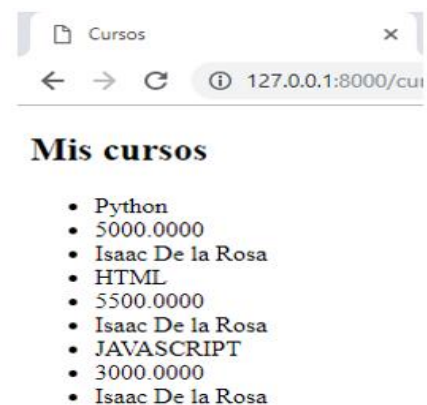 Cursos
127.0.0.1:8000/cur
Mis cursos
Python
5000.0000
Isaac De la Rosa
HTML
5500.0000
Isaac De la Rosa
JAVASCRIPT
3000.0000
Isaac De la Rosa